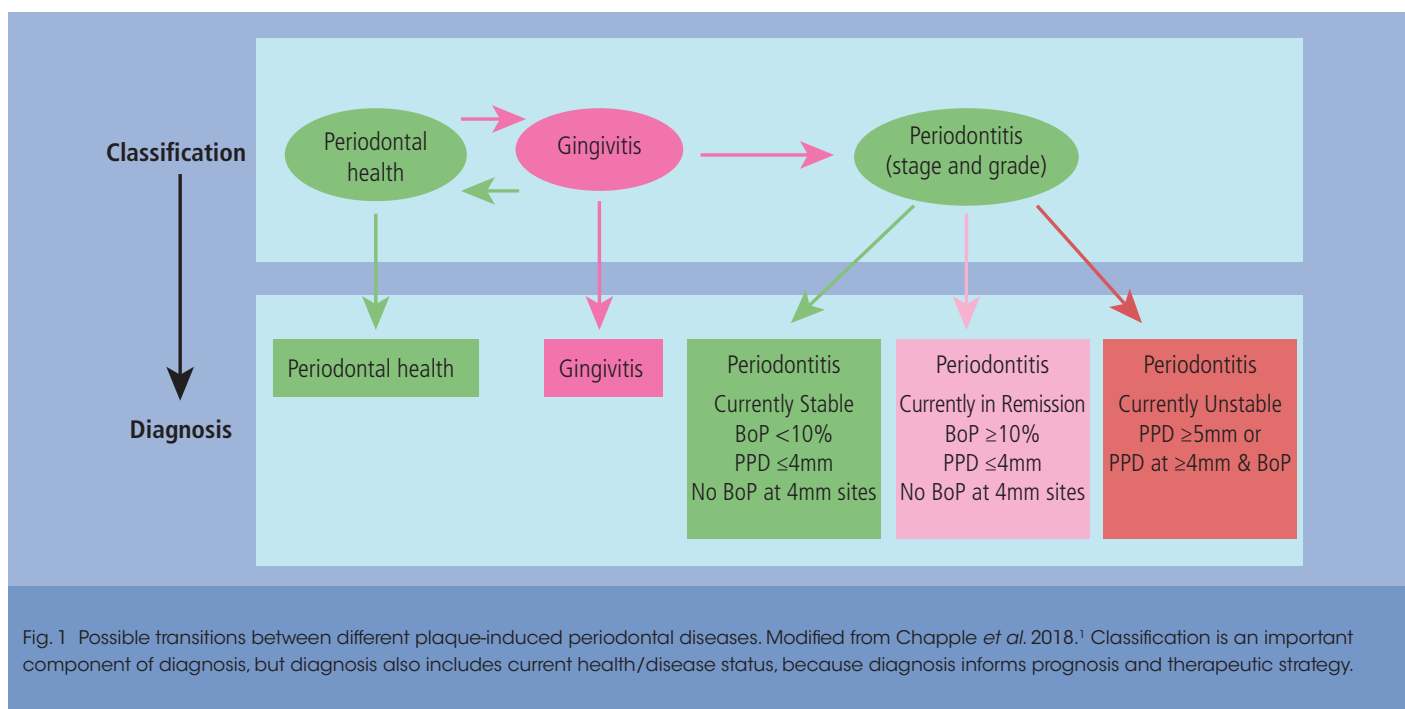 Classification
Periodontal
health
Gingivitis
Periodontitis
(stage and grade)
Diagnosis
Periodontal health
Gingivitis
Periodontitis
Currently Stable
BoP <10%
PPD ≤4mm
No BoP at 4mm sites
Periodontitis
Currently in Remission
BoP ≥10%
PPD ≤4mm
No BoP at 4mm sites
Periodontitis
Currently Unstable
PPD ≥5mm or
PPD at ≥4mm & BoP
Fig. 1 Possible transitions between different plaque-induced periodontal diseases. Modified from Chapple et al. 2018.¹ Classification is an important
component of diagnosis, but diagnosis also includes current health/disease status, because diagnosis informs prognosis and therapeutic strategy.